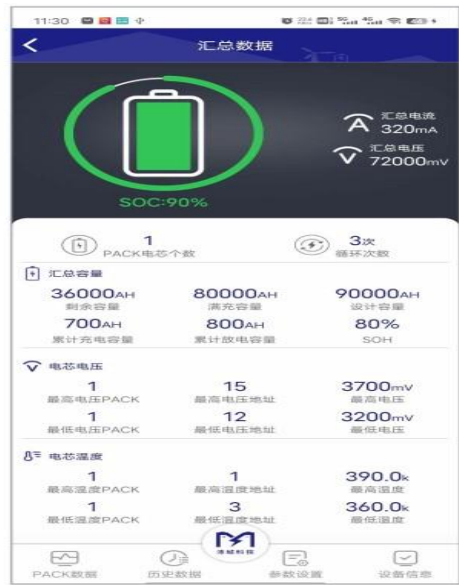 11:30
汇总数据
汇总电流
A 320mA
汇总电压
V 72000mV
SOC:90%
1 3次
PACK电芯个数 循环次数
汇总容量
36000AH 80000AH 90000AH
剩余容量 满充容量 设计容量
700AH 800AH 80%
累计充电容量 累计放电容量 SOH
电芯电压
1 15 3700mV
最高电压PACK 最高电压地址 最高电压
1 12 3200mV
最低电压PACK 最低电压地址 最低电压
电芯温度
1 1 390.0k
最高温度PACK 最高温度地址 最高温度
1 3 360.0k
最低温度PACK 最低温度地址 最低温度
PACK数据 历史数据 参数设置 设备信息